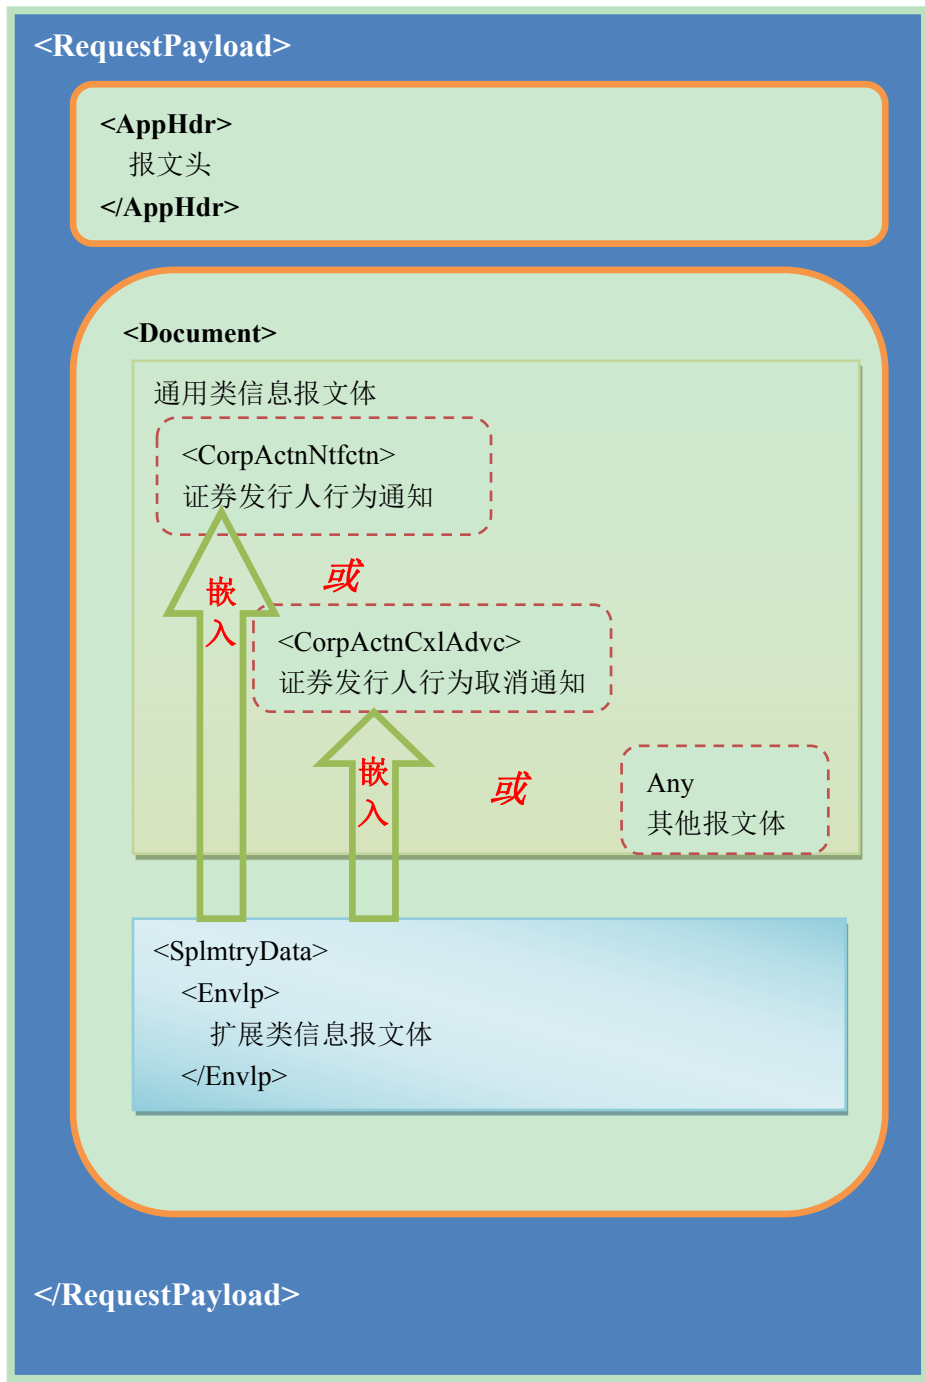 <RequestPayload>
<AppHdr>
报文头
</AppHdr>
<Document>
通用类信息报文体
<CorpActnNtfctn>
证券发行人行为通知
嵌
入
或
<CorpActnCxlAdvc>
证券发行人行为取消通知
嵌
入
或
Any
其他报文体
<SplmtryData>
<Envlp>
扩展类信息报文体
</Envlp>
</RequestPayload>